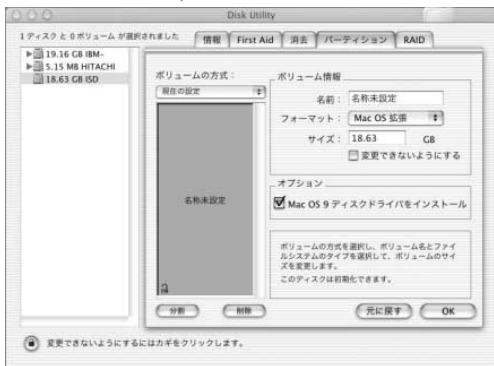 Disk Utility
1 ディスク と 0 ボリューム が選択されました
情報
First Aid
消去
パーティション
RAID
19.16 GB IBM-
5.15 MB HITACHI
18.63 GB ISD
ボリュームの方式：
現在の設定
名称未設定
分割
削除
ボリューム情報
名前： 名称未設定
フォーマット： Mac OS 拡張
サイズ： 18.63 GB
変更できないようにする
オプション
Mac OS 9 ディスクドライバをインストール
ボリュームの方式を選択し、ボリューム名とファイ
ルシステムのタイプを選択して、ボリュームのサイ
ズを変更します。
このディスクは初期化できます。
元に戻す
OK
変更できないようにするにはカギをクリックします。